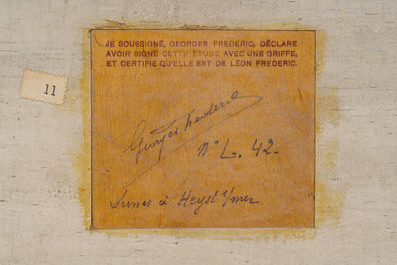 JE SOUSSIGNÉ, GEORGES FREDERIC, DÉCLARE
AVOIR SIGNÉ CETTE ÉTUDE AVEC UNE GRIFFE,
ET CERTIFIE QU'ELLE EST DE LÉON FREDERIC.
11
Georges Frederic
N° L. 42.
Dunes à Heyst s/mer